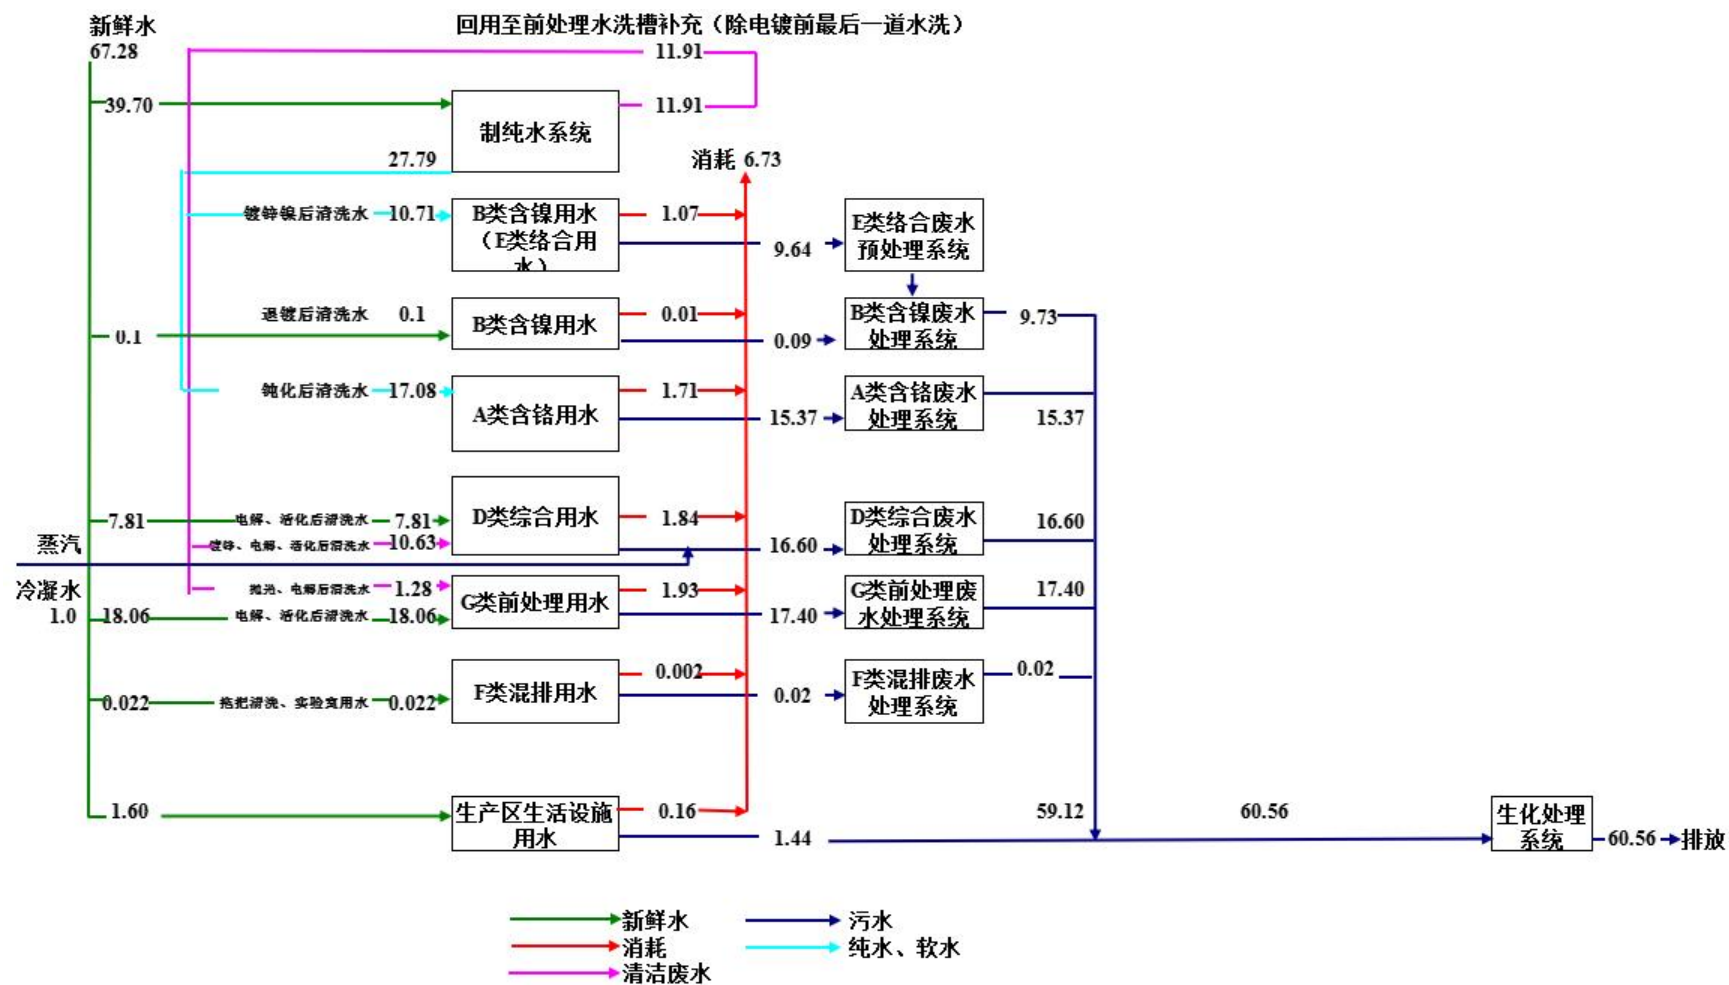 新鲜水
67.28
回用至前处理水洗槽补充（除电镀前最后一道水洗）
11.91
39.70
制纯水系统
11.91
27.79
消耗 6.73
镀锌镍后清洗水
10.71
B类含镍用水
（E类络合用
水）
1.07
9.64
E类络合废水
预处理系统
退镀后清洗水
0.1
0.1
B类含镍用水
0.01
0.09
B类含镍废水
处理系统
9.73
钝化后清洗水
17.08
A类含铬用水
1.71
15.37
A类含铬废水
处理系统
15.37
7.81
电解、活化后清洗水
7.81
镀锌、电解、活化后清洗水
10.63
D类综合用水
1.84
16.60
D类综合废水
处理系统
16.60
蒸汽
冷凝水
1.0
抛光、电解后清洗水
1.28
18.06
电解、活化后清洗水
18.06
G类前处理用水
1.93
17.40
G类前处理废
水处理系统
17.40
0.022
拖把清洗、实验室用水
0.022
F类混排用水
0.002
0.02
F类混排废水
处理系统
0.02
1.60
生产区生活设施
用水
0.16
1.44
59.12
60.56
生化处理
系统
60.56
排放
新鲜水
污水
消耗
纯水、软水
清洁废水